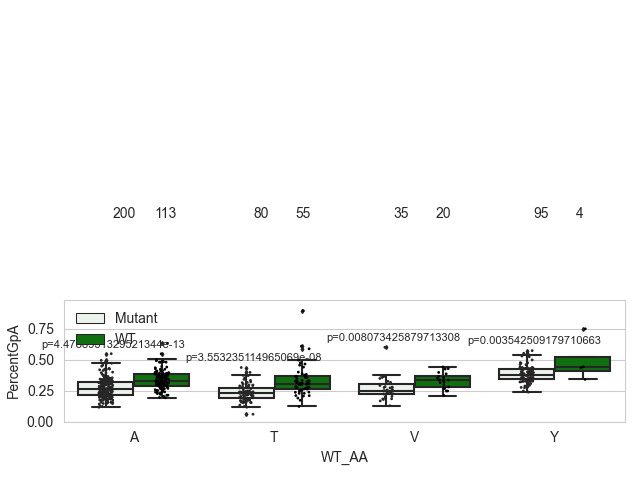 200 113 80 55 35 20 95 4
Mutant
WT
p=0.008073425879713308
p=0.003542509179710663
p=3.553235114965069e-08
PercentGpA
0.75
0.50
0.25
0.00
A T V Y
WT_AA